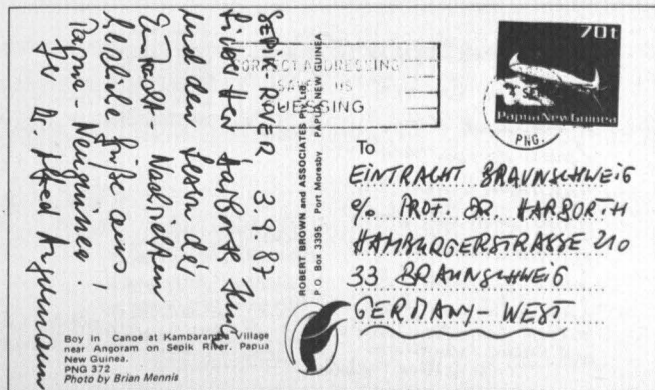 SEPIK-RIVER 3.9.87
Lieber Herr Harborth
und den Lesern der
Eintracht Nachrichten
herzliche Grüße aus
Papua-Neuguinea.
Ihr
Boy in Canoe at Kambaramba Village
near Angoram on Sepik River. Papua
New Guinea.
PNG 372
Photo by Brian Mennis
ROBERT BROWN and ASSOCIATES Pty. Ltd.
P.O. Box 3395 Port Moresby PAPUA NEW GUINEA
CORRECT ADDRESSING
SAVES US
GUESSING
70t
Papua New Guinea
SEP
PNG.
To
EINTRACHT BRAUNSCHWEIG
c/o PROF. DR. HARBORTH
HAMBURGERSTRASSE 210
33 BRAUNSCHWEIG
GERMANY-WEST